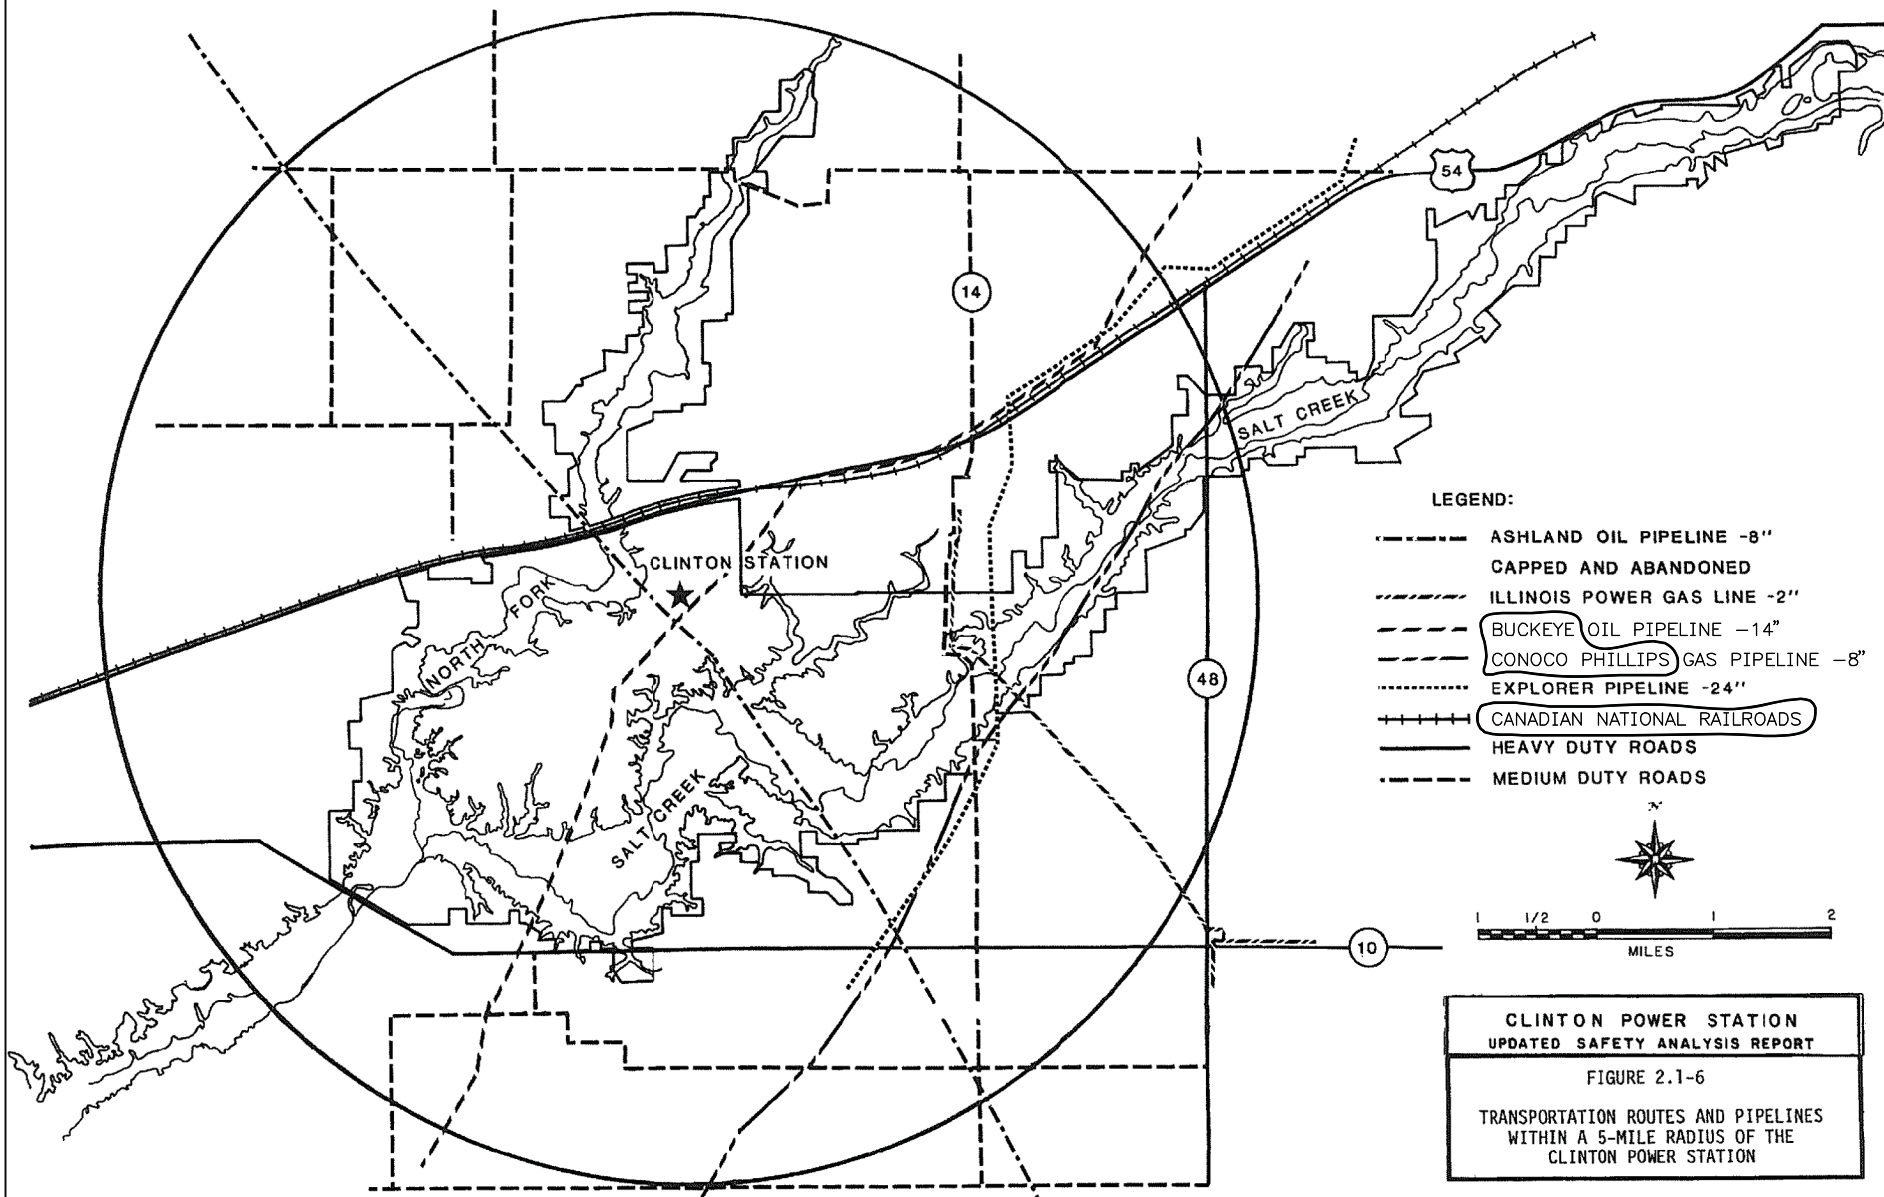 54
14
SALT CREEK
LEGEND:
ASHLAND OIL PIPELINE -8"
CAPPED AND ABANDONED
ILLINOIS POWER GAS LINE -2"
BUCKEYE OIL PIPELINE -14"
CONOCO PHILLIPS GAS PIPELINE -8"
EXPLORER PIPELINE -24"
CANADIAN NATIONAL RAILROADS
HEAVY DUTY ROADS
MEDIUM DUTY ROADS
CLINTON STATION
NORTH FORK
48
SALT CREEK
N
1 1/2 0 1 2
MILES
10
CLINTON POWER STATION
UPDATED SAFETY ANALYSIS REPORT
FIGURE 2.1-6
TRANSPORTATION ROUTES AND PIPELINES
WITHIN A 5-MILE RADIUS OF THE
CLINTON POWER STATION